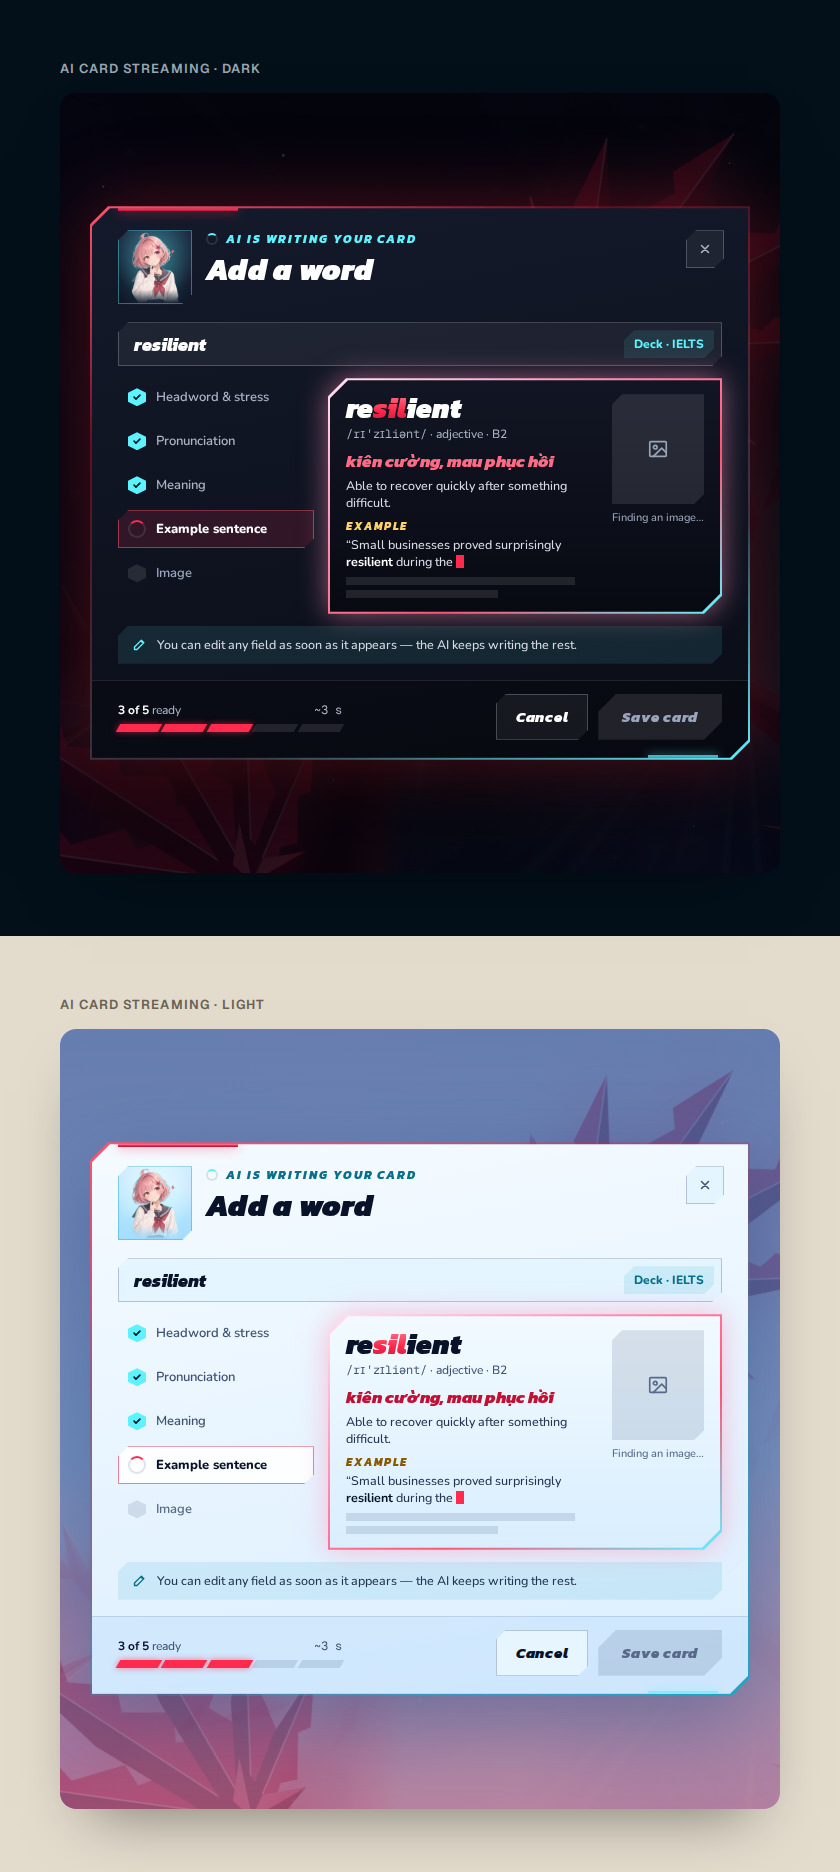 AI CARD STREAMING · DARK
AI IS WRITING YOUR CARD
Add a word
resilient
Deck · IELTS
Headword & stress
Pronunciation
Meaning
Example sentence
Image
resilient
/rɪˈzɪliənt/ · adjective · B2
kiên cường, mau phục hồi
Able to recover quickly after something
difficult.
EXAMPLE
“Small businesses proved surprisingly
resilient during the
Finding an image…
You can edit any field as soon as it appears — the AI keeps writing the rest.
3 of 5 ready
~3 s
Cancel
Save card
AI CARD STREAMING · LIGHT
AI IS WRITING YOUR CARD
Add a word
resilient
Deck · IELTS
Headword & stress
Pronunciation
Meaning
Example sentence
Image
resilient
/rɪˈzɪliənt/ · adjective · B2
kiên cường, mau phục hồi
Able to recover quickly after something
difficult.
EXAMPLE
“Small businesses proved surprisingly
resilient during the
Finding an image…
You can edit any field as soon as it appears — the AI keeps writing the rest.
3 of 5 ready
~3 s
Cancel
Save card